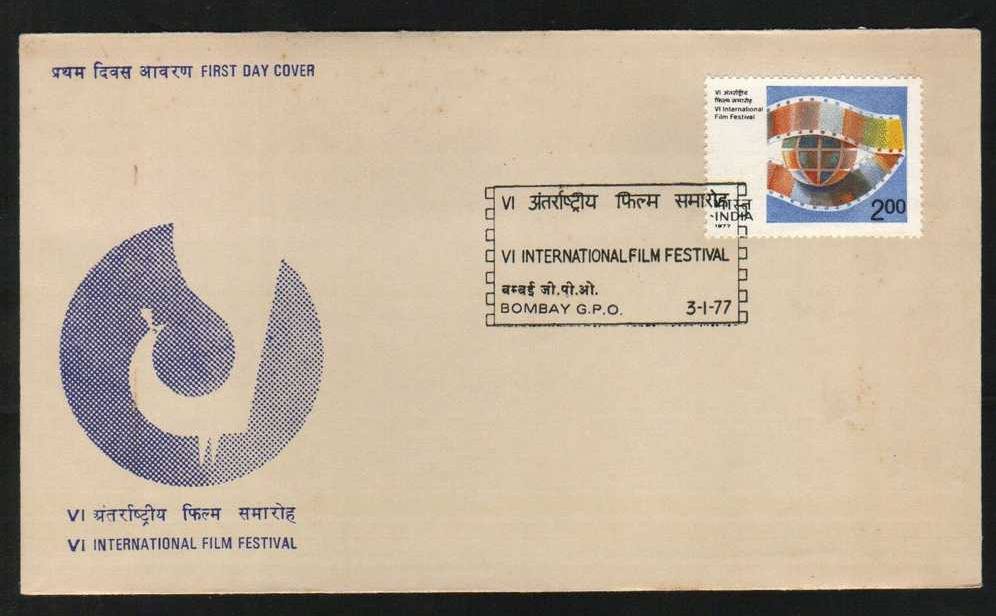 प्रथम दिवस आवरण FIRST DAY COVER
VI अंतर्राष्ट्रीय
फिल्म समारोह
VI International
Film Festival
भारत
INDIA
1977
2.00
VI अंतर्राष्ट्रीय फिल्म समारोह
VI INTERNATIONAL FILM FESTIVAL
बम्बई जी.पी.ओ.
BOMBAY G.P.O. 3-1-77
VI अंतर्राष्ट्रीय फिल्म समारोह
VI INTERNATIONAL FILM FESTIVAL